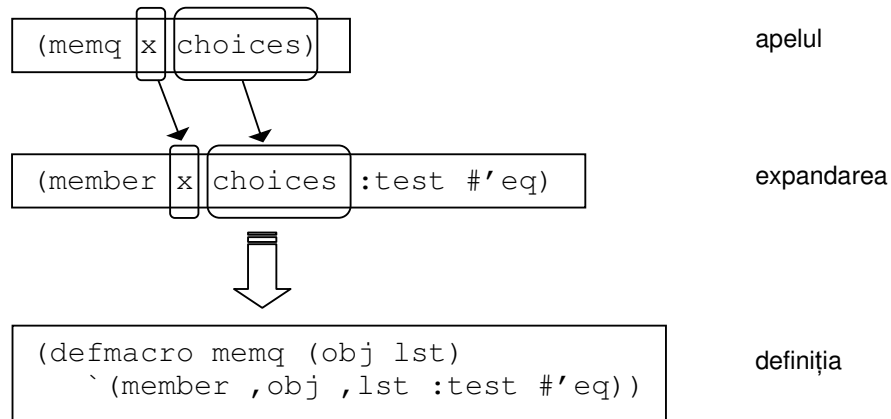 (memq x choices)
apelul
(member x choices :test #'eq)
expandarea
(defmacro memq (obj lst)
`(member ,obj ,lst :test #'eq))
definiția